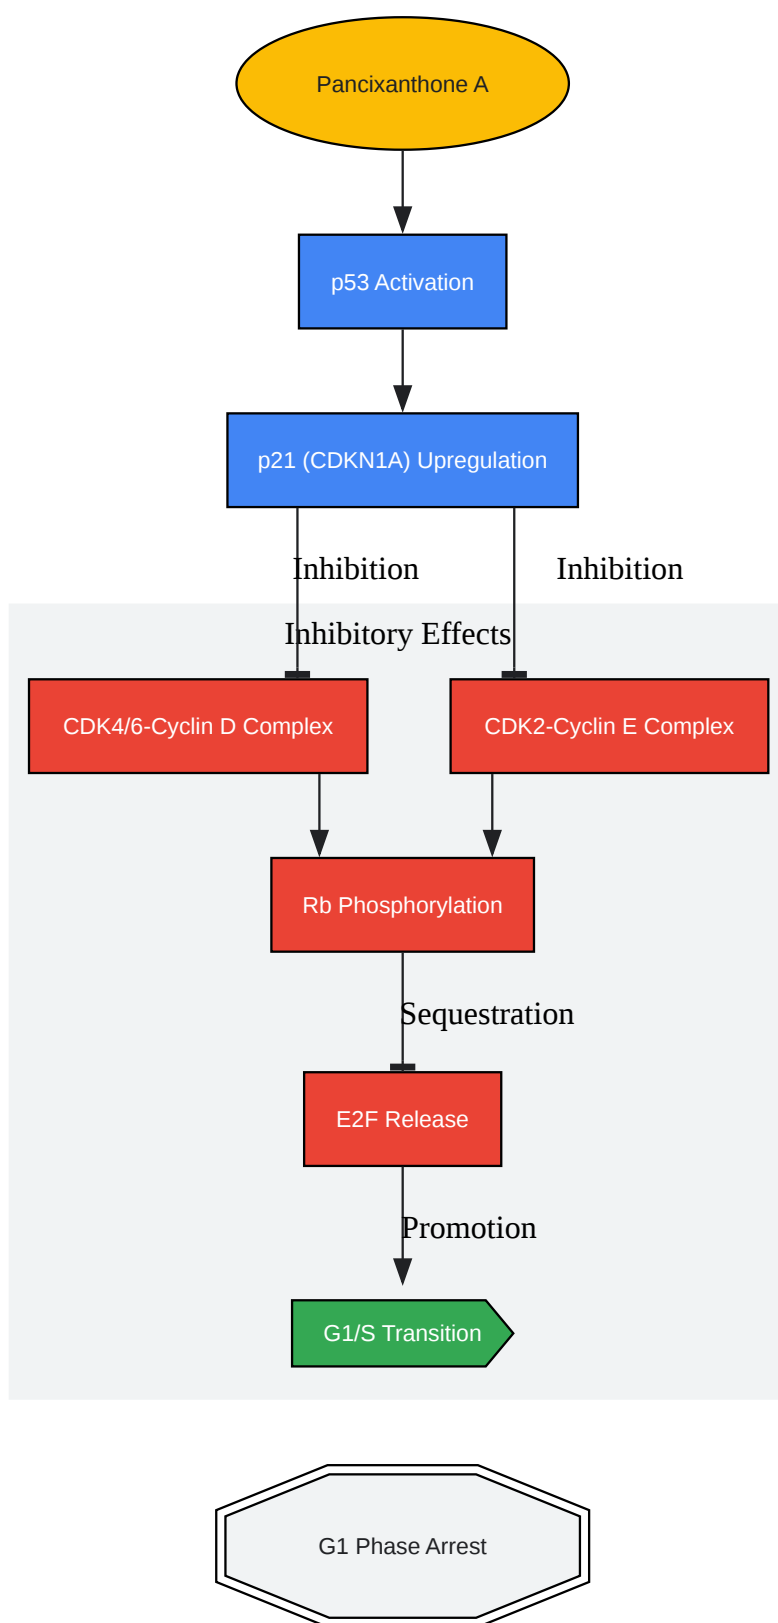 Pancixanthone A
p53 Activation
p21 (CDKN1A) Upregulation
Inhibition
Inhibition
Inhibitory Effects
CDK4/6-Cyclin D Complex
CDK2-Cyclin E Complex
Rb Phosphorylation
Sequestration
E2F Release
Promotion
G1/S Transition
G1 Phase Arrest